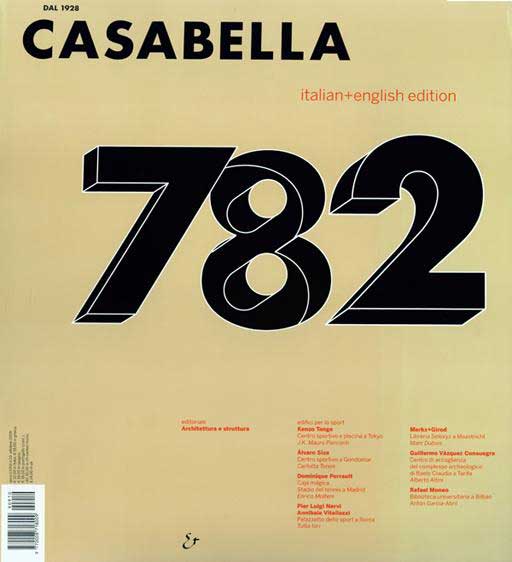 DAL 1928
CASABELLA
italian+english edition
782
editoriale
Architettura e struttura
edifici per lo sport
Kenzo Tange
Centro sportivo e piscina a Tokyo
J.K. Mauro Pierconti
Álvaro Siza
Centro sportivo a Gondomar
Carlotta Tonon
Dominique Perrault
Caja mágica
Stadio del tennis a Madrid
Enrico Molteni
Pier Luigi Nervi
Annibale Vitellozzi
Palazzetto dello sport a Roma
Tullia Iori
Merkx+Girod
Libreria Selexyz a Maastricht
Marc Dubois
Guillermo Vázquez Consuegra
Centro di accoglienza
del complesso archeologico
di Baelo Claudia a Tarifa
Alberto Altini
Rafael Moneo
Biblioteca universitaria a Bilbao
Anton García-Abril